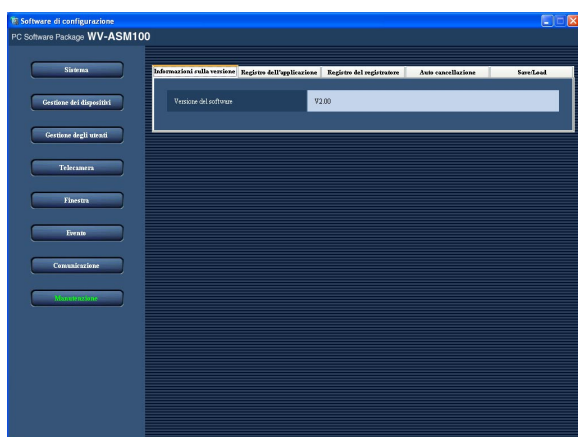 Software di configurazione
PC Software Package WV-ASM100
Sistema
Gestione dei dispositivi
Gestione degli utenti
Telecamera
Finestra
Evento
Comunicazione
Manutenzione
Informazioni sulla versione Registro dell'applicazione Registro del registratore Auto cancellazione Save/Load
Versione del software V2.00